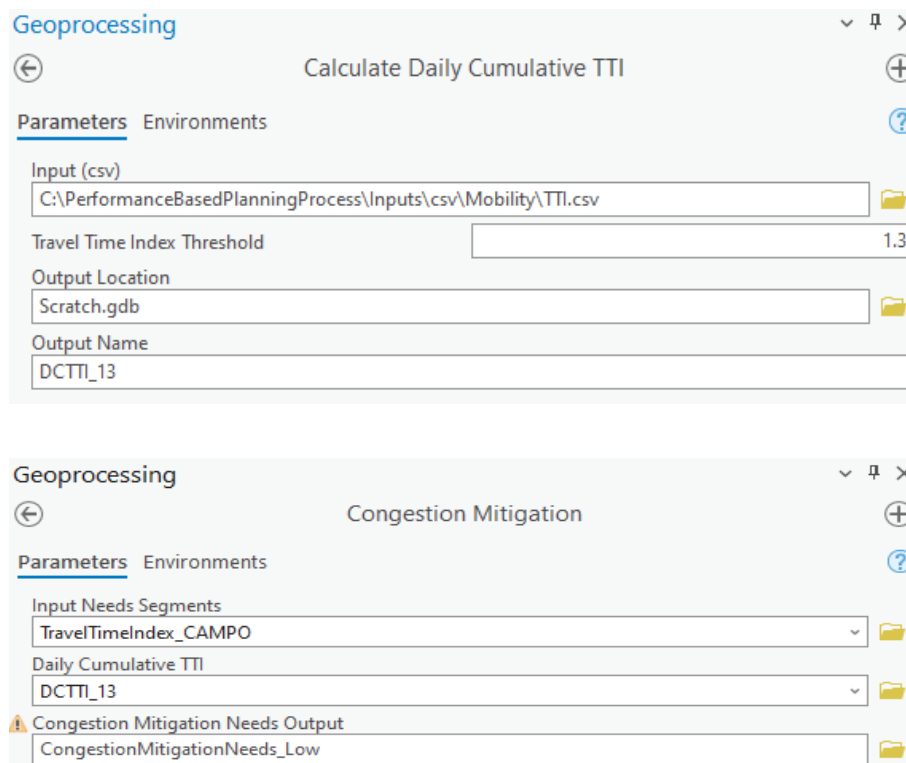 Geoprocessing
Calculate Daily Cumulative TTI
Parameters Environments
Input (csv)
C:\PerformanceBasedPlanningProcess\Inputs\csv\Mobility\TTI.csv
Travel Time Index Threshold 1.3
Output Location
Scratch.gdb
Output Name
DCTTI_13
Geoprocessing
Congestion Mitigation
Parameters Environments
Input Needs Segments
TravelTimeIndex_CAMPO
Daily Cumulative TTI
DCTTI_13
Congestion Mitigation Needs Output
CongestionMitigationNeeds_Low